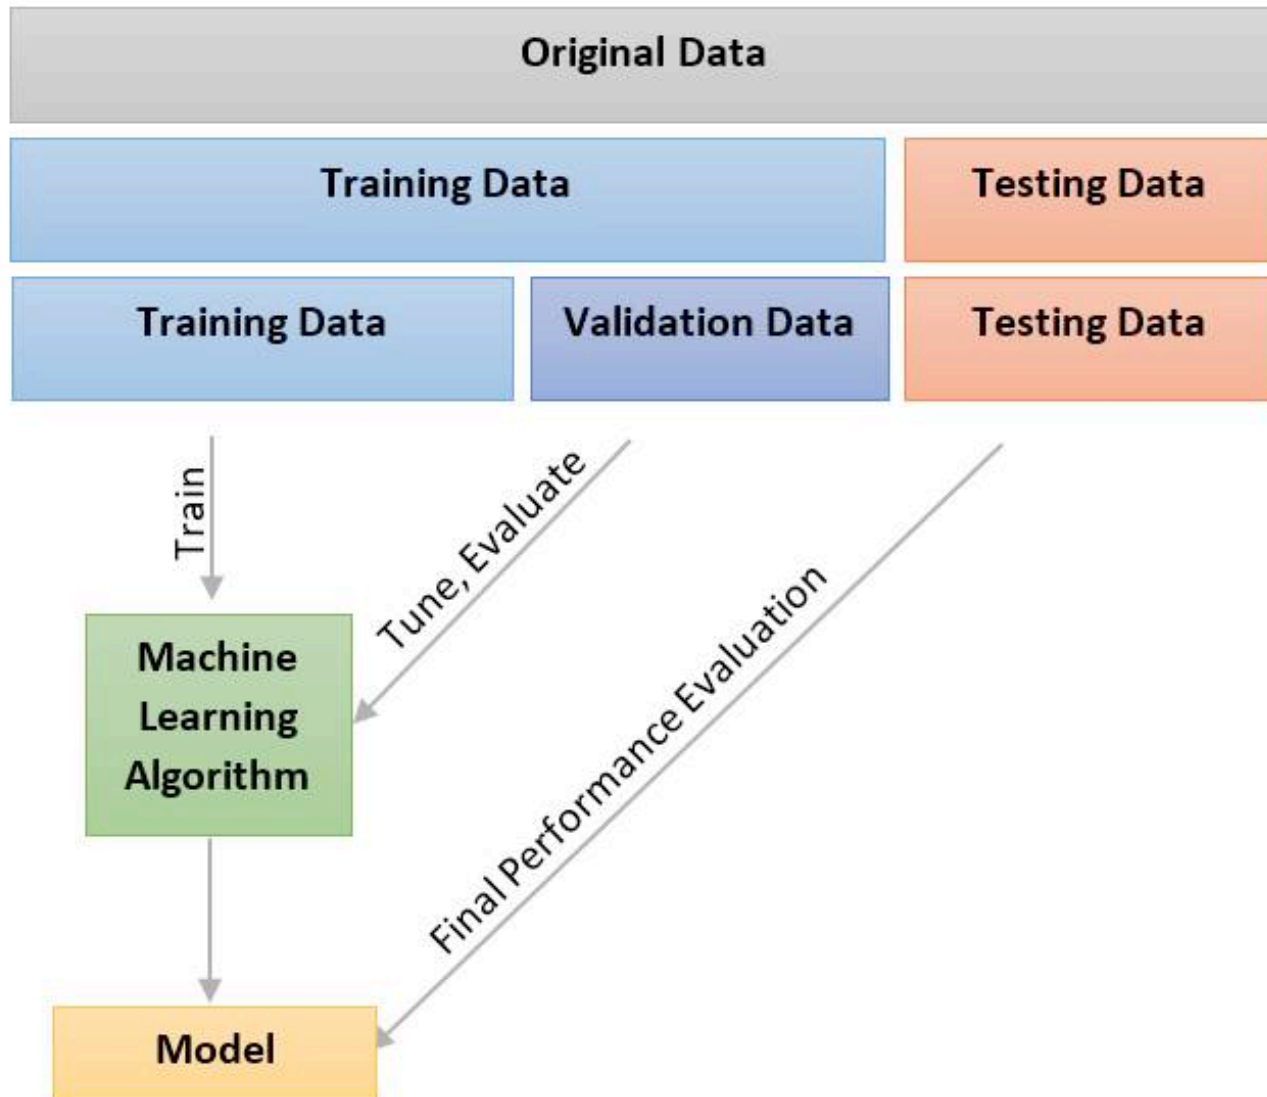 Original Data
Training Data
Testing Data
Training Data
Validation Data
Testing Data
Train
Tune, Evaluate
Final Performance Evaluation
Machine
Learning
Algorithm
Model